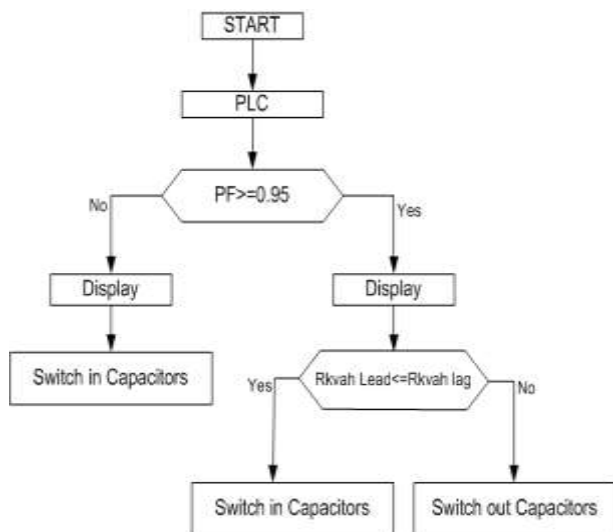 START
PLC
PF>=0.95
No
Yes
Display
Display
Switch in Capacitors
Yes
Rkvah Lead<=Rkvah lag
No
Switch in Capacitors
Switch out Capacitors